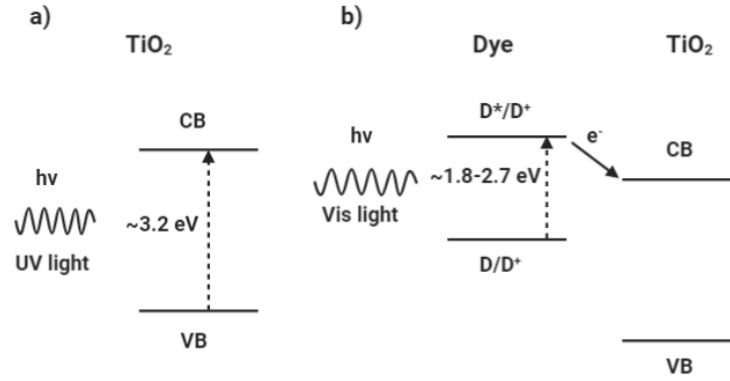 a)
TiO₂
CB
hv
~3.2 eV
UV light
VB
b)
Dye
TiO₂
D*/D⁺
hv
e⁻
CB
~1.8-2.7 eV
Vis light
D/D⁺
VB